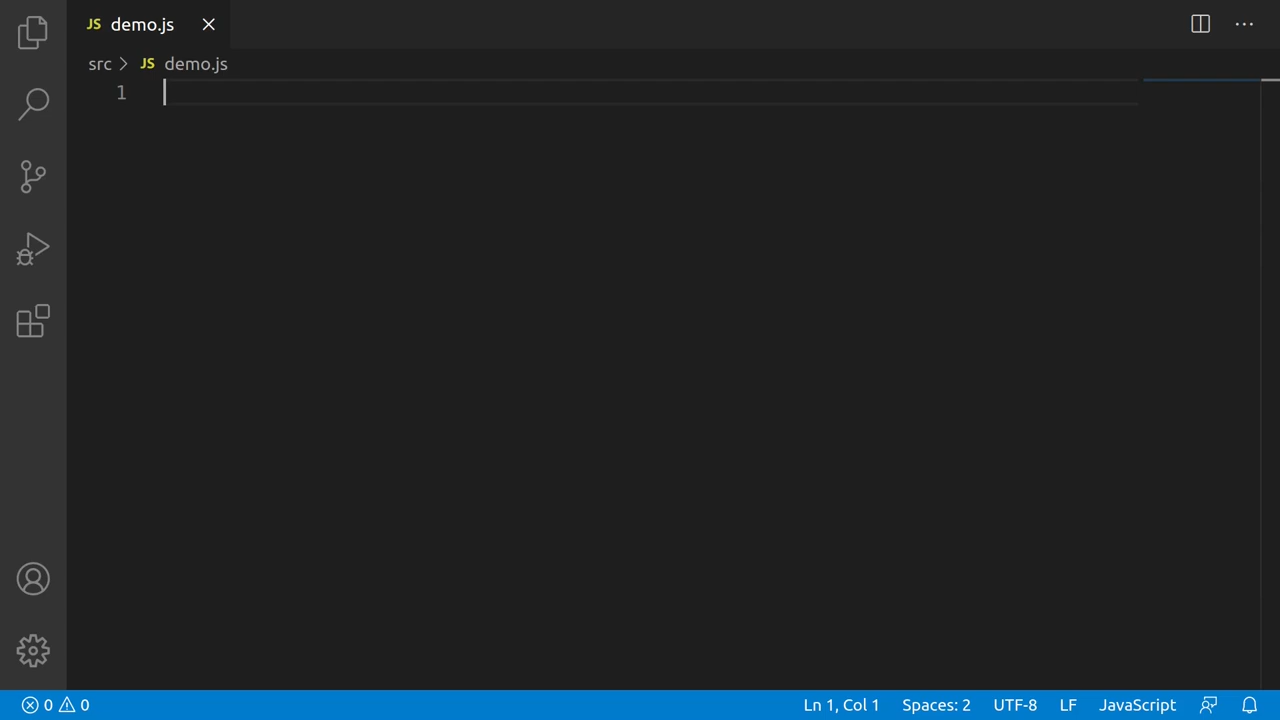 JS demo.js
src > JS demo.js
1
0 0 Ln 1, Col 1 Spaces: 2 UTF-8 LF JavaScript